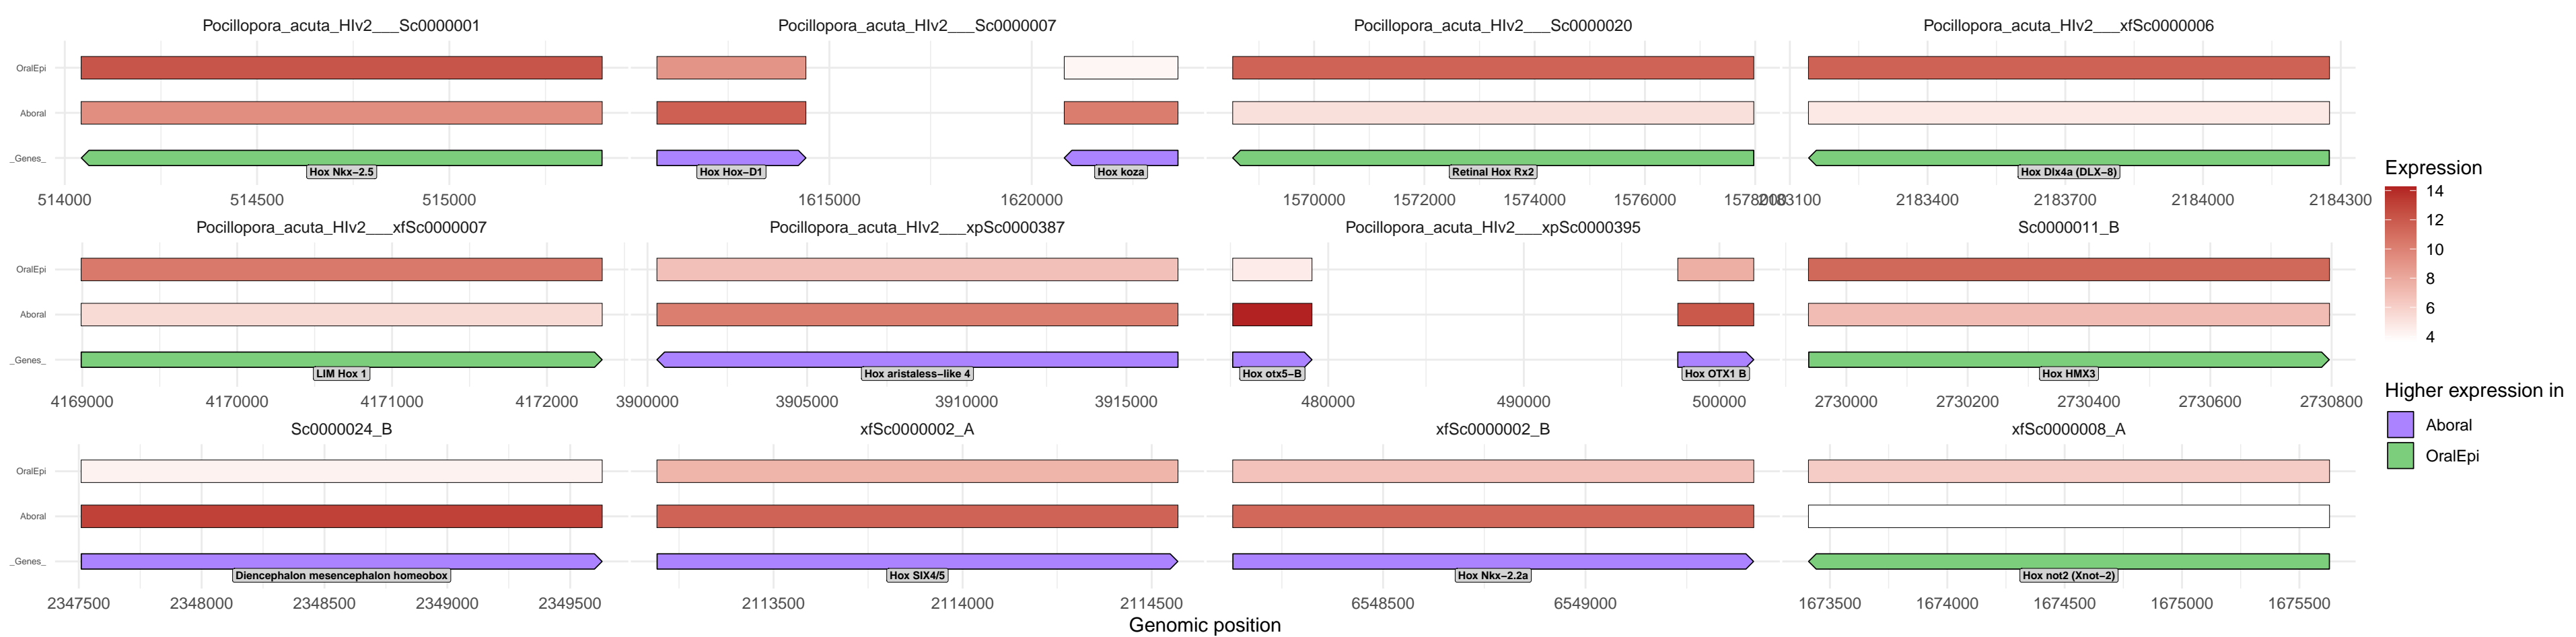 Pocillopora_acuta_HIv2___Sc0000001
Pocillopora_acuta_HIv2___Sc0000007
Pocillopora_acuta_HIv2___Sc0000020
Pocillopora_acuta_HIv2___xfSc0000006
OralEpi
Aboral
_Genes_
Hox Nkx−2.5
Hox Hox−D1
Hox koza
Retinal Hox Rx2
Hox Dlx4a (DLX−8)
514000 514500 515000
1615000 1620000
1570000 1572000 1574000 1576000 1578000
2183100 2183400 2183700 2184000 2184300
Pocillopora_acuta_HIv2___xfSc0000007
Pocillopora_acuta_HIv2___xpSc0000387
Pocillopora_acuta_HIv2___xpSc0000395
Sc0000011_B
OralEpi
Aboral
_Genes_
LIM Hox 1
Hox aristaless−like 4
Hox otx5−B
Hox OTX1 B
Hox HMX3
4169000 4170000 4171000 4172000
3900000 3905000 3910000 3915000
480000 490000 500000
2730000 2730200 2730400 2730600 2730800
Sc0000024_B
xfSc0000002_A
xfSc0000002_B
xfSc0000008_A
OralEpi
Aboral
_Genes_
Diencephalon mesencephalon homeobox
Hox SIX4/5
Hox Nkx−2.2a
Hox not2 (Xnot−2)
2347500 2348000 2348500 2349000 2349500
2113500 2114000 2114500
6548500 6549000
1673500 1674000 1674500 1675000 1675500
Genomic position
Expression
14
12
10
8
6
4
Higher expression in
Aboral
OralEpi